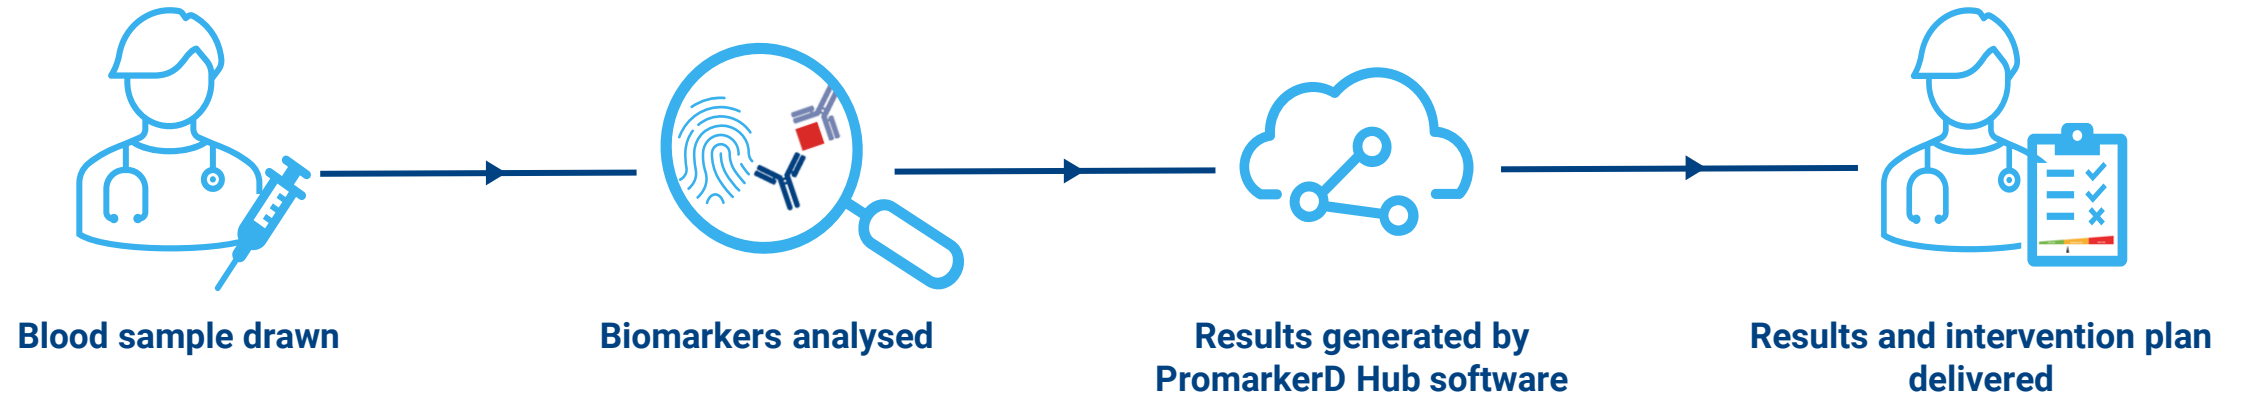 Blood sample drawn
Biomarkers analysed
Results generated by
PromarkerD Hub software
Results and intervention plan
delivered